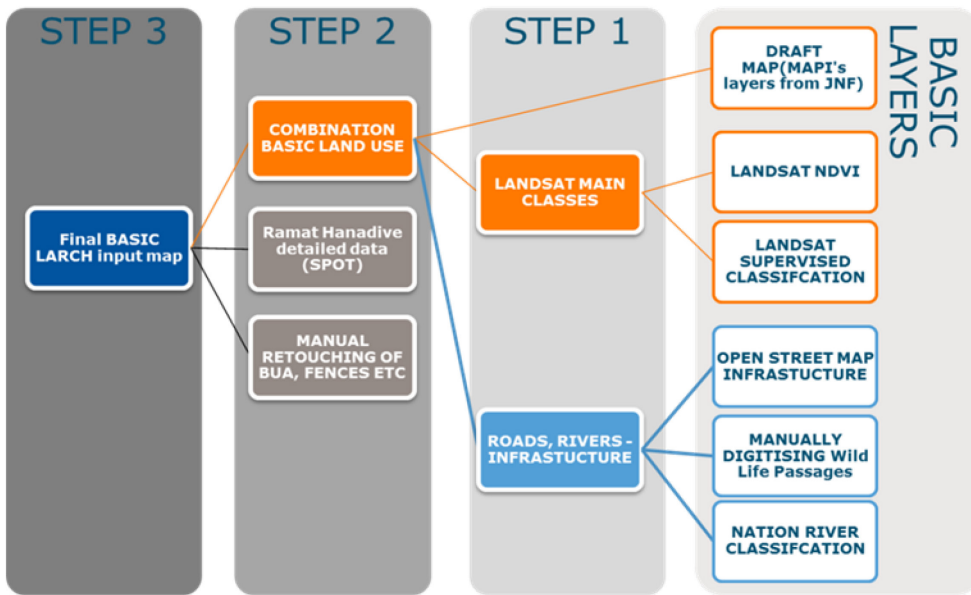 STEP 3
STEP 2
STEP 1
BASIC
LAYERS
Final BASIC
LARCH input map
COMBINATION
BASIC LAND USE
Ramat Hanadive
detailed data
(SPOT)
MANUAL
RETOUCHING OF
BUA, FENCES ETC
LANDSAT MAIN
CLASSES
ROADS, RIVERS -
INFRASTUCTURE
DRAFT
MAP(MAPI's
layers from JNF)
LANDSAT NDVI
LANDSAT
SUPERVISED
CLASSIFCATION
OPEN STREET MAP
INFRASTUCTURE
MANUALLY
DIGITISING Wild
Life Passages
NATION RIVER
CLASSIFCATION